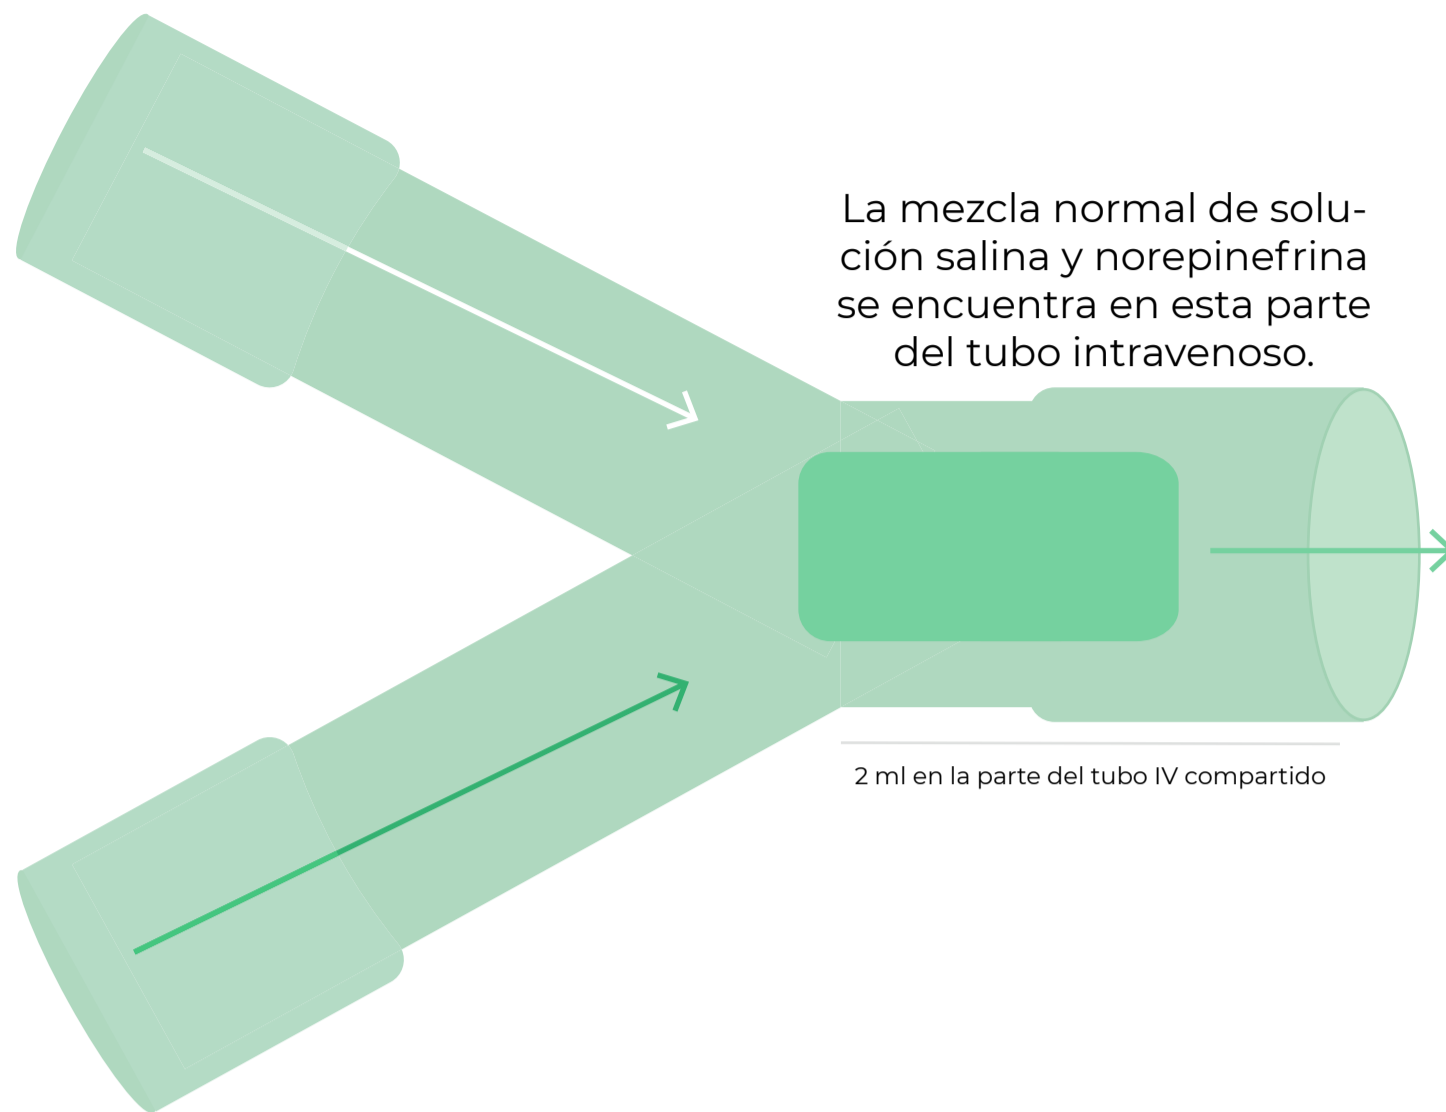 La mezcla normal de solu-
ción salina y norepinefrina
se encuentra en esta parte
del tubo intravenoso.
2 ml en la parte del tubo IV compartido